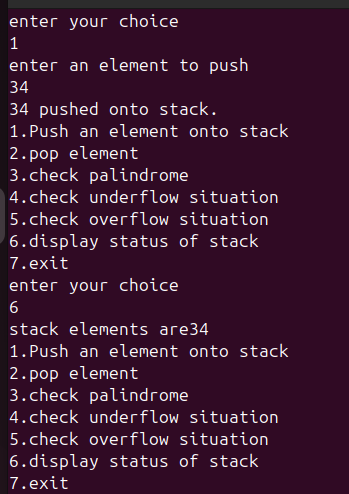 enter your choice
1
enter an element to push
34
34 pushed onto stack.
1.Push an element onto stack
2.pop element
3.check palindrome
4.check underflow situation
5.check overflow situation
6.display status of stack
7.exit
enter your choice
6
stack elements are34
1.Push an element onto stack
2.pop element
3.check palindrome
4.check underflow situation
5.check overflow situation
6.display status of stack
7.exit